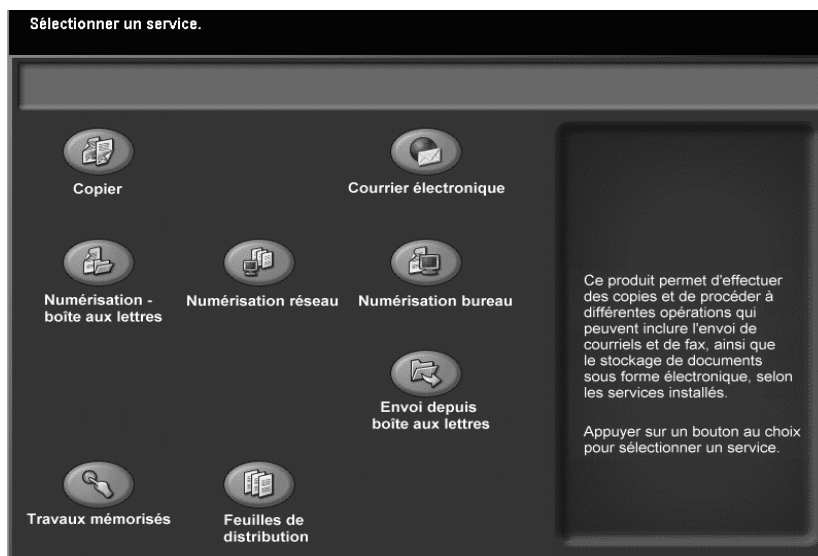 Sélectionner un service.
Copier
Courrier électronique
Numérisation -
boîte aux lettres
Numérisation réseau
Numérisation bureau
Envoi depuis
boîte aux lettres
Travaux mémorisés
Feuilles de
distribution
Ce produit permet d'effectuer
des copies et de procéder à
différentes opérations qui
peuvent inclure l'envoi de
courriels et de fax, ainsi que
le stockage de documents
sous forme électronique, selon
les services installés.
Appuyer sur un bouton au choix
pour sélectionner un service.